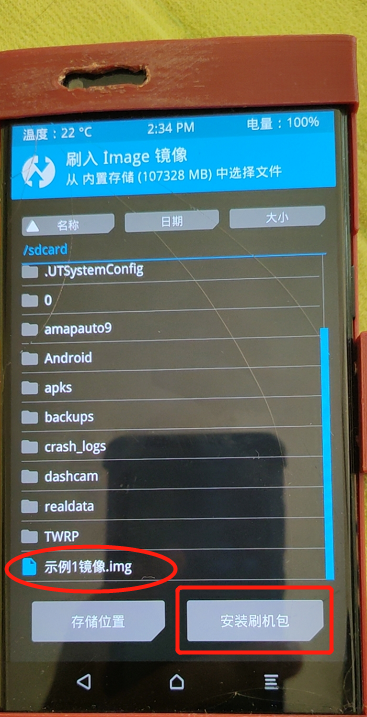 温度：22 °C 2:34 PM 电量：100%
刷入 Image 镜像
从 内置存储 (107328 MB) 中选择文件
名称 日期 大小
/sdcard
.UTSystemConfig
0
amapauto9
Android
apks
backups
crash_logs
dashcam
realdata
TWRP
示例1镜像.img
存储位置 安装刷机包